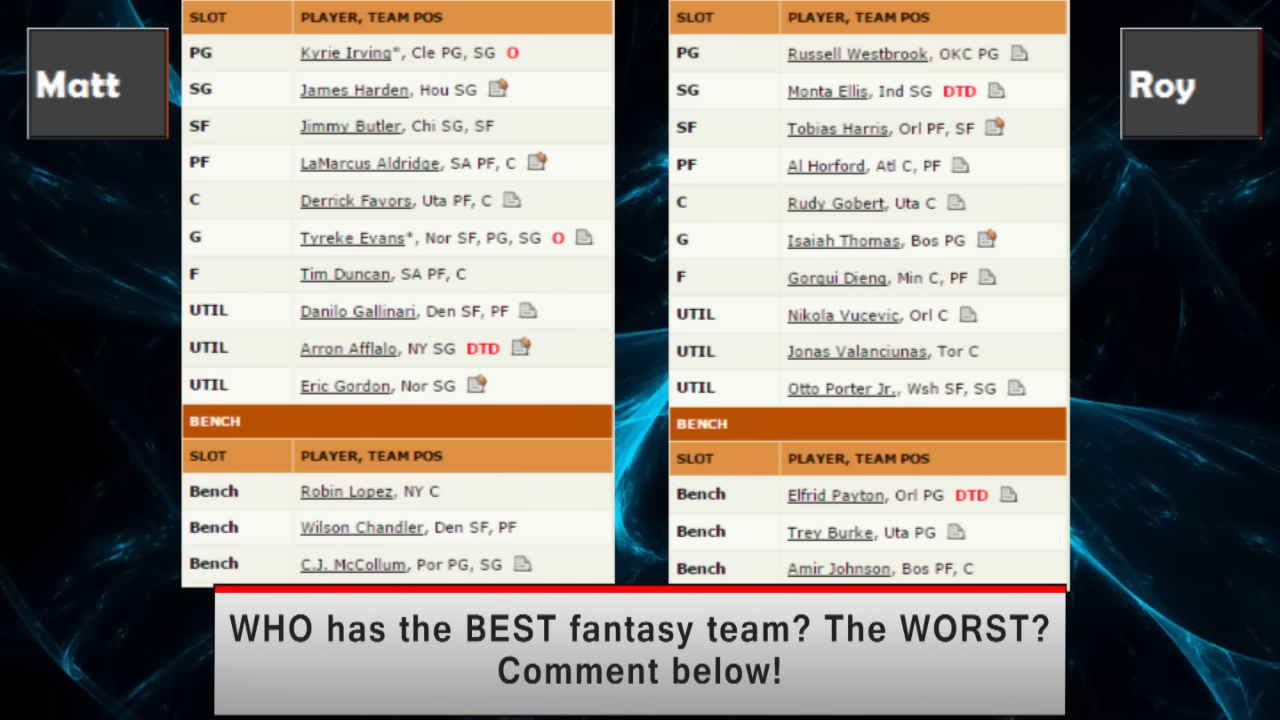 Matt
SLOT PLAYER, TEAM POS
PG Kyrie Irving*, Cle PG, SG O
SG James Harden, Hou SG
SF Jimmy Butler, Chi SG, SF
PF LaMarcus Aldridge, SA PF, C
C Derrick Favors, Uta PF, C
G Tyreke Evans*, Nor SF, PG, SG O
F Tim Duncan, SA PF, C
UTIL Danilo Gallinari, Den SF, PF
UTIL Arron Afflalo, NY SG DTD
UTIL Eric Gordon, Nor SG
BENCH
SLOT PLAYER, TEAM POS
Bench Robin Lopez, NY C
Bench Wilson Chandler, Den SF, PF
Bench C.J. McCollum, Por PG, SG
Roy
SLOT PLAYER, TEAM POS
PG Russell Westbrook, OKC PG
SG Monta Ellis, Ind SG DTD
SF Tobias Harris, Orl PF, SF
PF Al Horford, Atl C, PF
C Rudy Gobert, Uta C
G Isaiah Thomas, Bos PG
F Gorgui Dieng, Min C, PF
UTIL Nikola Vucevic, Orl C
UTIL Jonas Valanciunas, Tor C
UTIL Otto Porter Jr., Wsh SF, SG
BENCH
SLOT PLAYER, TEAM POS
Bench Elfrid Payton, Orl PG DTD
Bench Trey Burke, Uta PG
Bench Amir Johnson, Bos PF, C
WHO has the BEST fantasy team? The WORST?
Comment below!